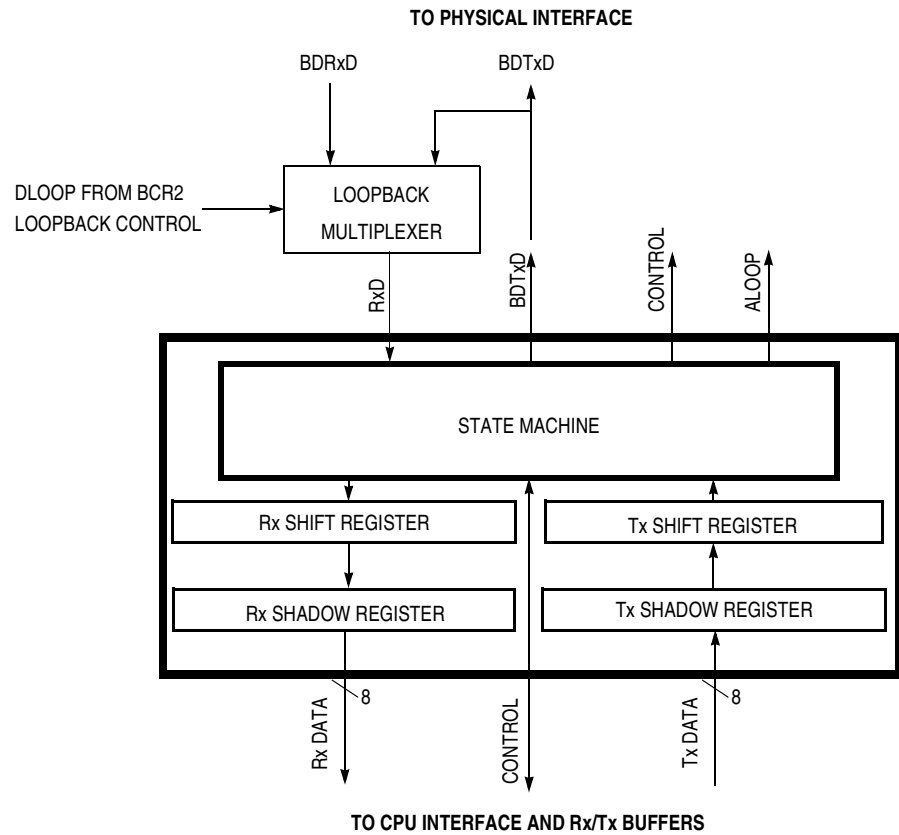 TO PHYSICAL INTERFACE
BDRxD
BDTxD
DLOOP FROM BCR2
LOOPBACK CONTROL
LOOPBACK
MULTIPLEXER
RxD
BDTxD
CONTROL
ALOOP
STATE MACHINE
Rx SHIFT REGISTER
Tx SHIFT REGISTER
Rx SHADOW REGISTER
Tx SHADOW REGISTER
8
8
Rx DATA
CONTROL
Tx DATA
TO CPU INTERFACE AND Rx/Tx BUFFERS